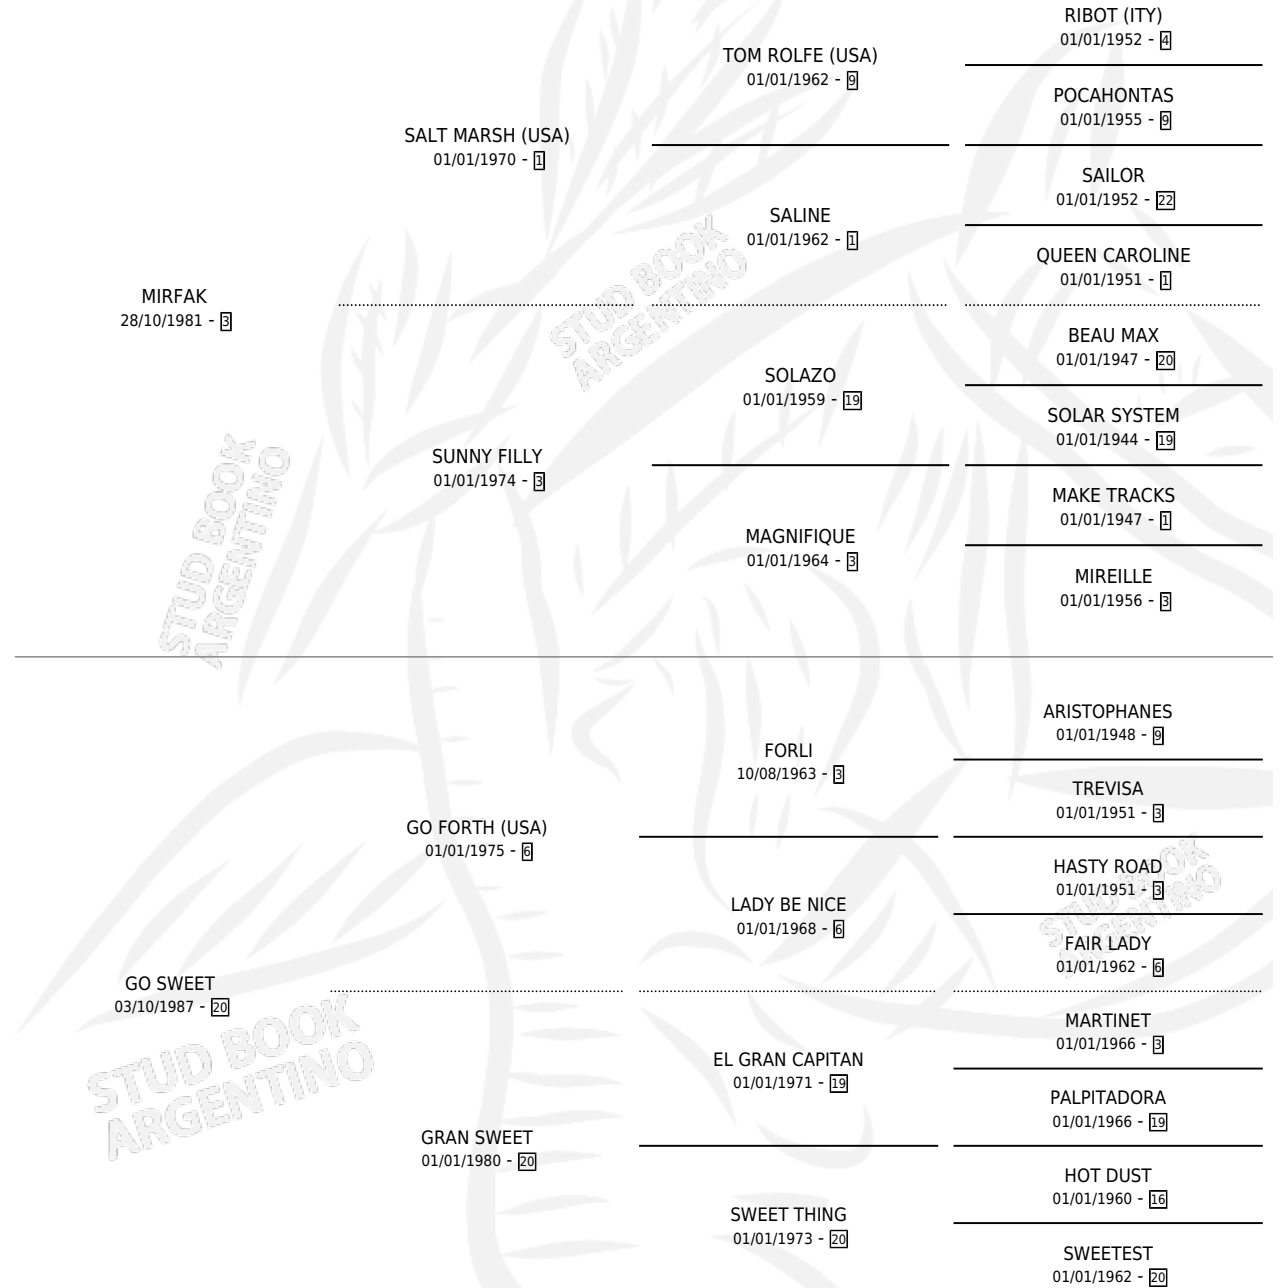 RIBOT (ITY)
01/01/1952 - 4
TOM ROLFE (USA)
01/01/1962 - 9
POCAHONTAS
01/01/1955 - 9
SALT MARSH (USA)
01/01/1970 - 1
SAILOR
01/01/1952 - 22
SALINE
01/01/1962 - 1
QUEEN CAROLINE
01/01/1951 - 1
MIRFAK
28/10/1981 - 3
BEAU MAX
01/01/1947 - 20
SOLAZO
01/01/1959 - 19
SOLAR SYSTEM
01/01/1944 - 19
SUNNY FILLY
01/01/1974 - 3
MAKE TRACKS
01/01/1947 - 1
MAGNIFIQUE
01/01/1964 - 3
MIREILLE
01/01/1956 - 3
STUD BOOK
ARGENTINO
STUD BOOK
ARGENTINO
ARISTOPHANES
01/01/1948 - 9
FORLI
10/08/1963 - 3
TREVISA
01/01/1951 - 3
GO FORTH (USA)
01/01/1975 - 6
HASTY ROAD
01/01/1951 - 3
LADY BE NICE
01/01/1968 - 6
FAIR LADY
01/01/1962 - 6
GO SWEET
03/10/1987 - 20
MARTINET
01/01/1966 - 3
EL GRAN CAPITAN
01/01/1971 - 19
PALPITADORA
01/01/1966 - 19
GRAN SWEET
01/01/1980 - 20
HOT DUST
01/01/1960 - 16
SWEET THING
01/01/1973 - 20
SWEETEST
01/01/1962 - 20
STUD BOOK
ARGENTINO
STUD BOOK
ARGENTINO